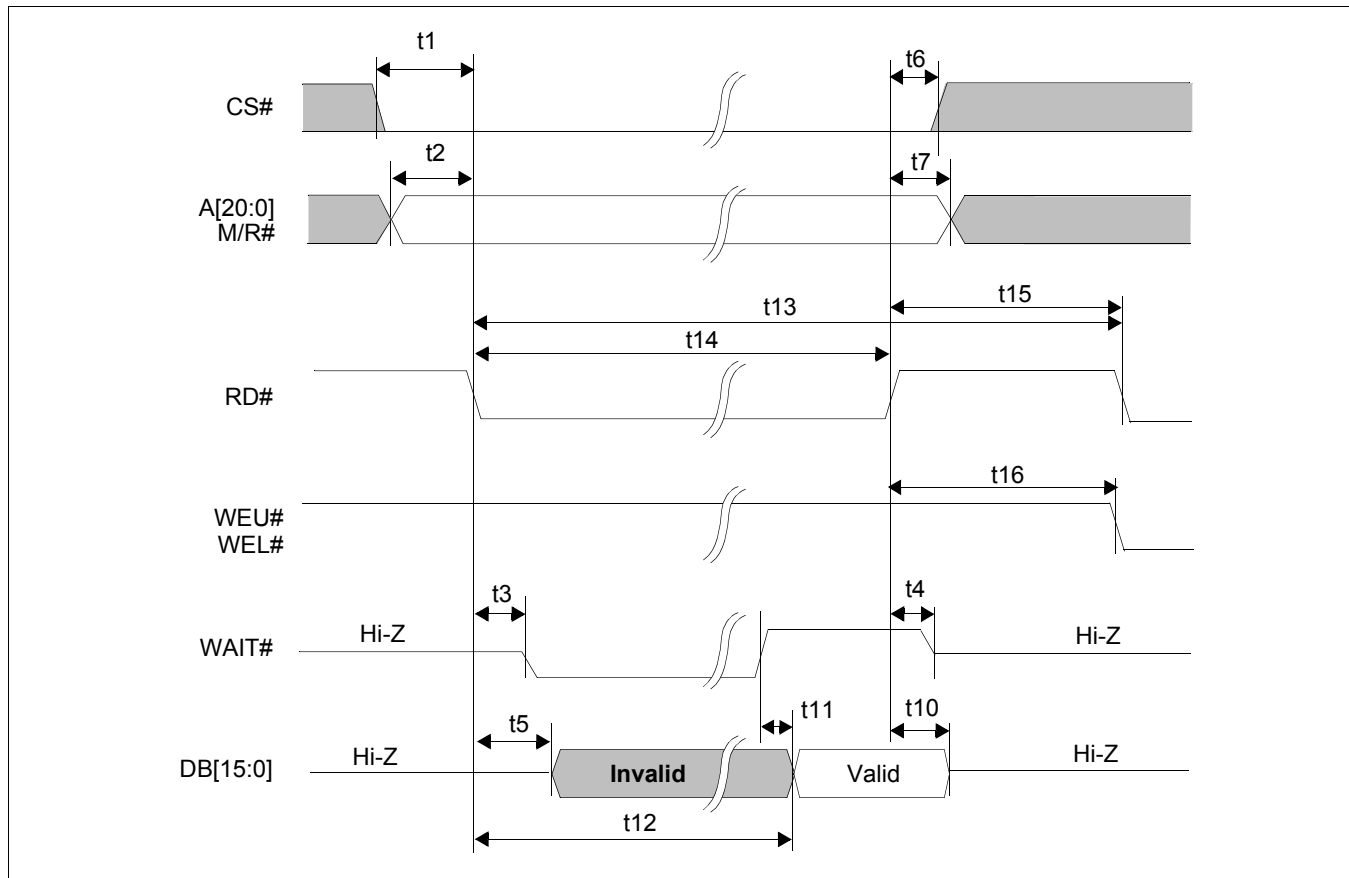 t1
t6
CS#
t2
t7
A[20:0]
M/R#
t15
t13
t14
RD#
t16
WEU#
WEL#
t3
t4
Hi-Z
Hi-Z
WAIT#
t11
t10
t5
Hi-Z
Hi-Z
DB[15:0]
Invalid
Valid
t12